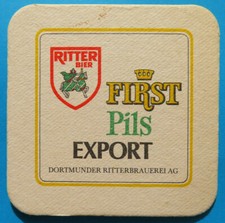 RITTER
BIER
FIRST
Pils
EXPORT
DORTMUNDER RITTERBRAUEREI AG